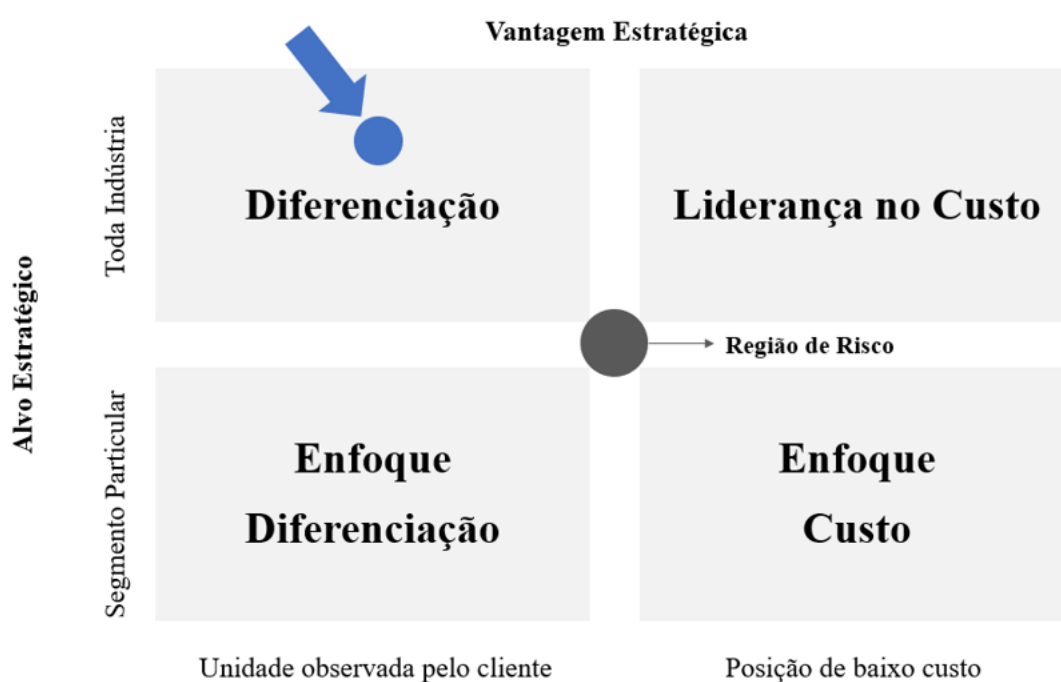 Vantagem Estratégica
Toda Indústria
Diferenciação
Liderança no Custo
Alvo Estratégico
Região de Risco
Segmento Particular
Enfoque
Diferenciação
Enfoque
Custo
Unidade observada pelo cliente
Posição de baixo custo